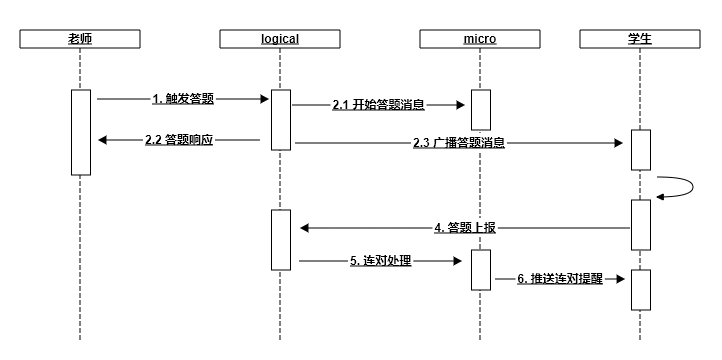 老师
logical
micro
学生
1. 触发答题
2.1 开始答题消息
2.2 答题响应
2.3 广播答题消息
4. 答题上报
5. 连对处理
6. 推送连对提醒